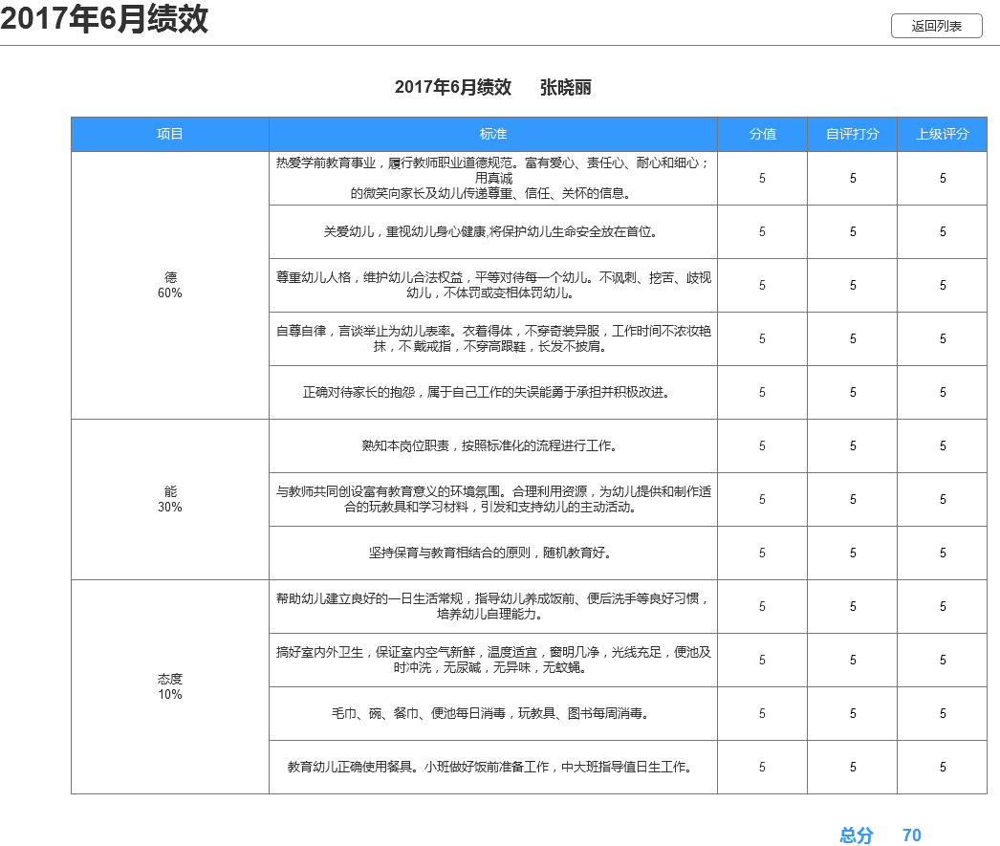 2017年6月绩效
返回列表
2017年6月绩效 张晓丽
项目 标准 分值 自评打分 上级评分
德
60%
热爱学前教育事业，履行教师职业道德规范。富有爱心、责任心、耐心和细心；
用真诚
的微笑向家长及幼儿传递尊重、信任、关怀的信息。
5 5 5
关爱幼儿，重视幼儿身心健康,将保护幼儿生命安全放在首位。
5 5 5
尊重幼儿人格，维护幼儿合法权益，平等对待每一个幼儿。不讽刺、挖苦、歧视
幼儿，不体罚或变相体罚幼儿。
5 5 5
自尊自律，言谈举止为幼儿表率。衣着得体，不穿奇装异服，工作时间不浓妆艳
抹，不 戴戒指，不穿高跟鞋，长发不披肩。
5 5 5
正确对待家长的抱怨，属于自己工作的失误能勇于承担并积极改进。
5 5 5
能
30%
熟知本岗位职责，按照标准化的流程进行工作。
5 5 5
与教师共同创设富有教育意义的环境氛围。合理利用资源，为幼儿提供和制作适
合的玩教具和学习材料，引发和支持幼儿的主动活动。
5 5 5
坚持保育与教育相结合的原则，随机教育好。
5 5 5
态度
10%
帮助幼儿建立良好的一日生活常规，指导幼儿养成饭前、便后洗手等良好习惯，
培养幼儿自理能力。
5 5 5
搞好室内外卫生，保证室内空气新鲜，温度适宜，窗明几净，光线充足，便池及
时冲洗，无尿碱，无异味，无蚊蝇。
5 5 5
毛巾、碗、餐巾、便池每日消毒，玩教具、图书每周消毒。
5 5 5
教育幼儿正确使用餐具。小班做好饭前准备工作，中大班指导值日生工作。
5 5 5
总分 70